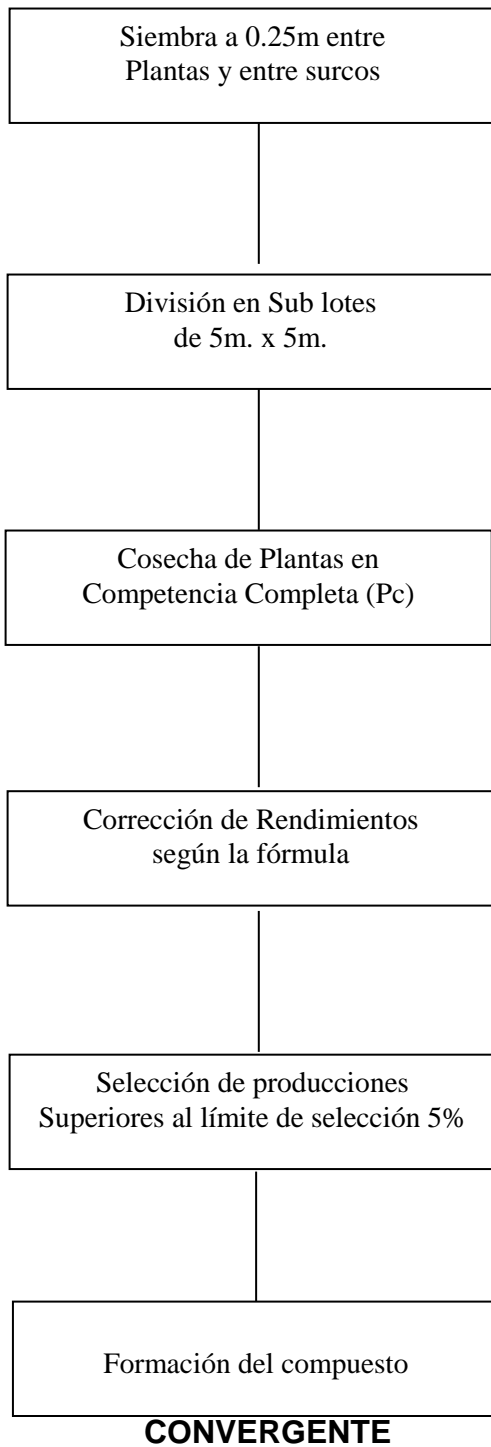 Siembra a 0.25m entre
Plantas y entre surcos
División en Sub lotes
de 5m. x 5m.
Cosecha de Plantas en
Competencia Completa (Pc)
Corrección de Rendimientos
según la fórmula
Selección de producciones
Superiores al límite de selección 5%
Formación del compuesto
CONVERGENTE